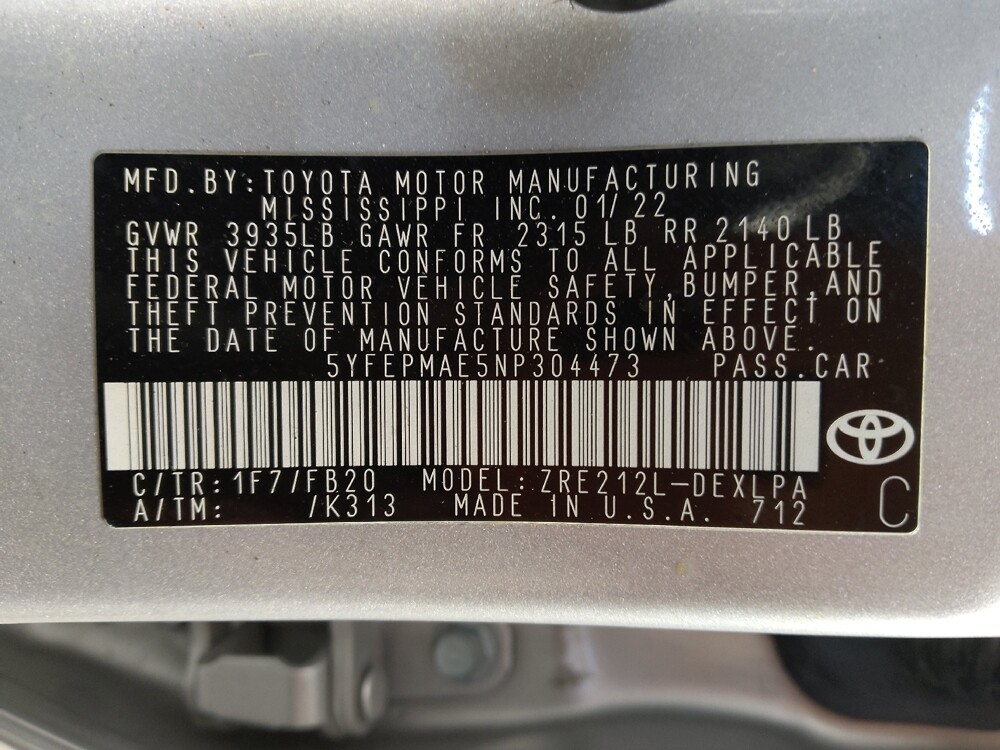 MFD.BY:TOYOTA MOTOR MANUFACTURING
MISSISSIPPI INC. 01/22
GVWR 3935LB GAWR FR 2315 LB RR 2140 LB
THIS VEHICLE CONFORMS TO ALL APPLICABLE
FEDERAL MOTOR VEHICLE SAFETY,BUMPER,AND
THEFT PREVENTION STANDARDS IN EFFECT ON
THE DATE OF MANUFACTURE SHOWN ABOVE.
5YFEPMAE5NP304473 PASS.CAR
C/TR:1F7/FB20 MODEL:ZRE212L-DEXLPA
A/TM: /K313 MADE IN U.S.A. 712
C